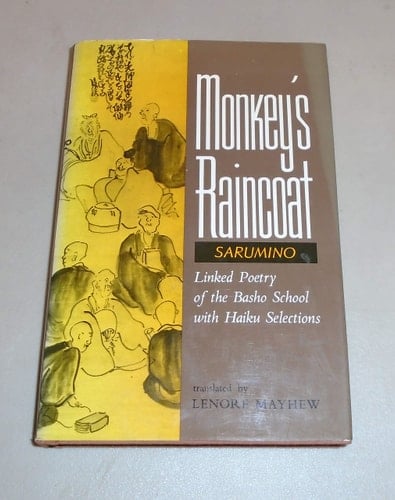 Monkey's
Raincoat
SARUMINO
Linked Poetry
of the Basho School
with Haiku Selections
translated by
LENORE MAYHEW